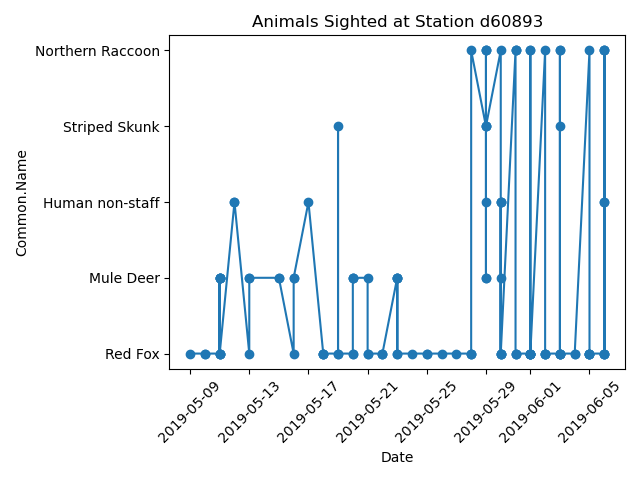 Animals Sighted at Station d60893
Northern Raccoon
Striped Skunk
Human non-staff
Mule Deer
Red Fox
Common.Name
2019-05-09
2019-05-13
2019-05-17
2019-05-21
2019-05-25
2019-05-29
2019-06-01
2019-06-05
Date